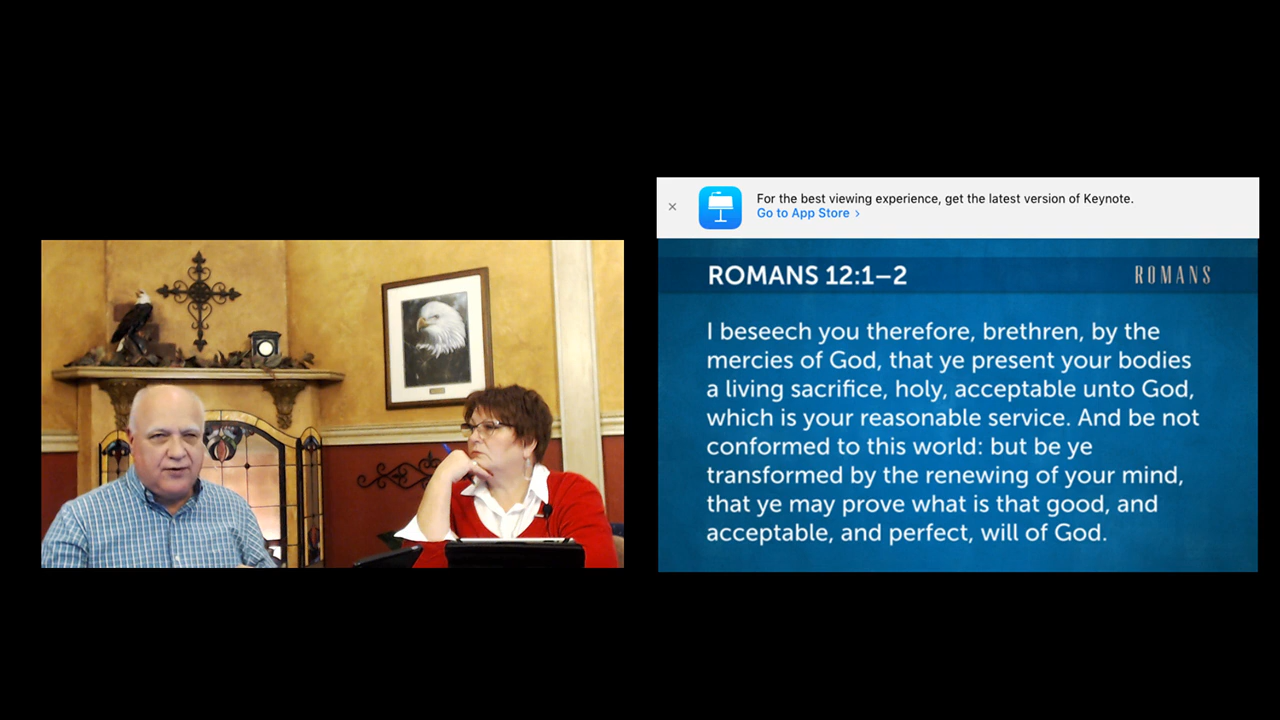 ×
For the best viewing experience, get the latest version of Keynote.
Go to App Store >
ROMANS 12:1–2
ROMANS
I beseech you therefore, brethren, by the
mercies of God, that ye present your bodies
a living sacrifice, holy, acceptable unto God,
which is your reasonable service. And be not
conformed to this world: but be ye
transformed by the renewing of your mind,
that ye may prove what is that good, and
acceptable, and perfect, will of God.